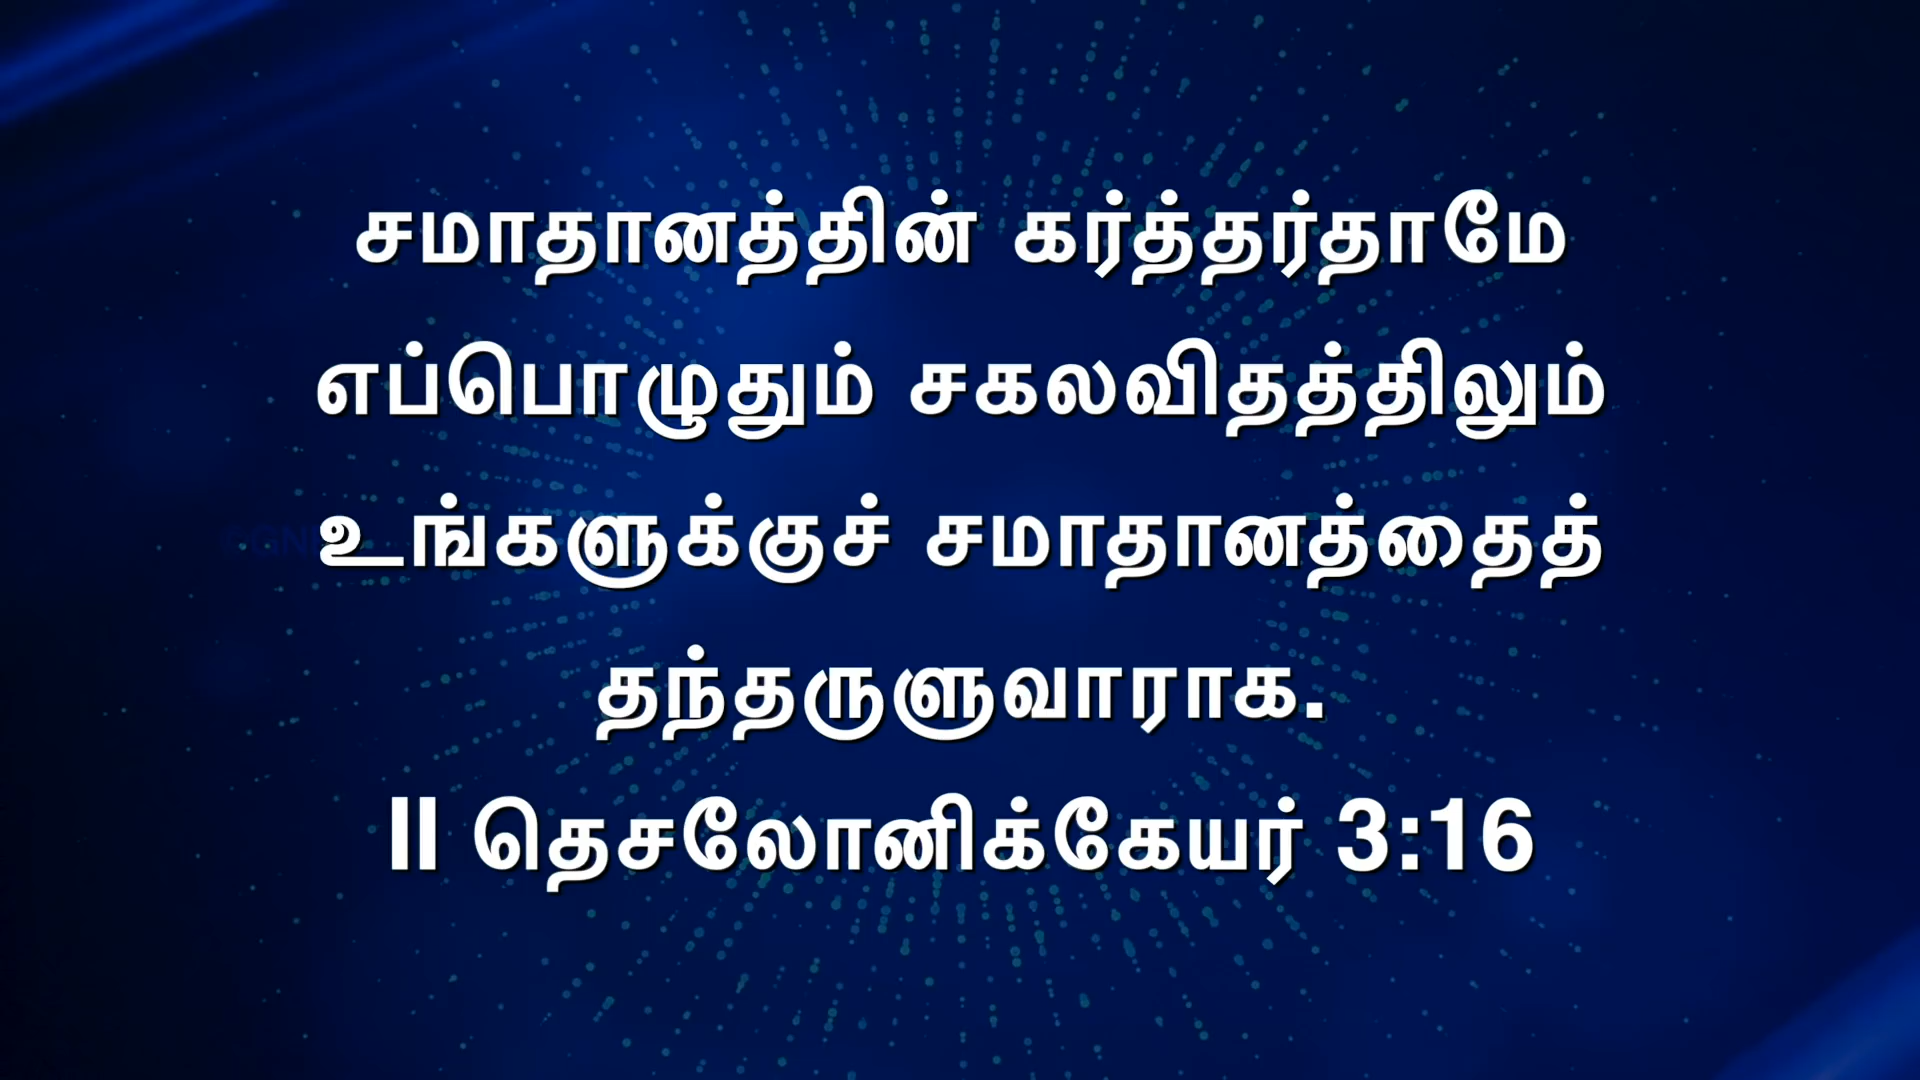 சமாதானத்தின் கர்த்தர்தாமே
எப்பொழுதும் சகலவிதத்திலும்
உங்களுக்குச் சமாதானத்தைத்
தந்தருளுவாராக.
II தெசலோனிக்கேயர் 3:16